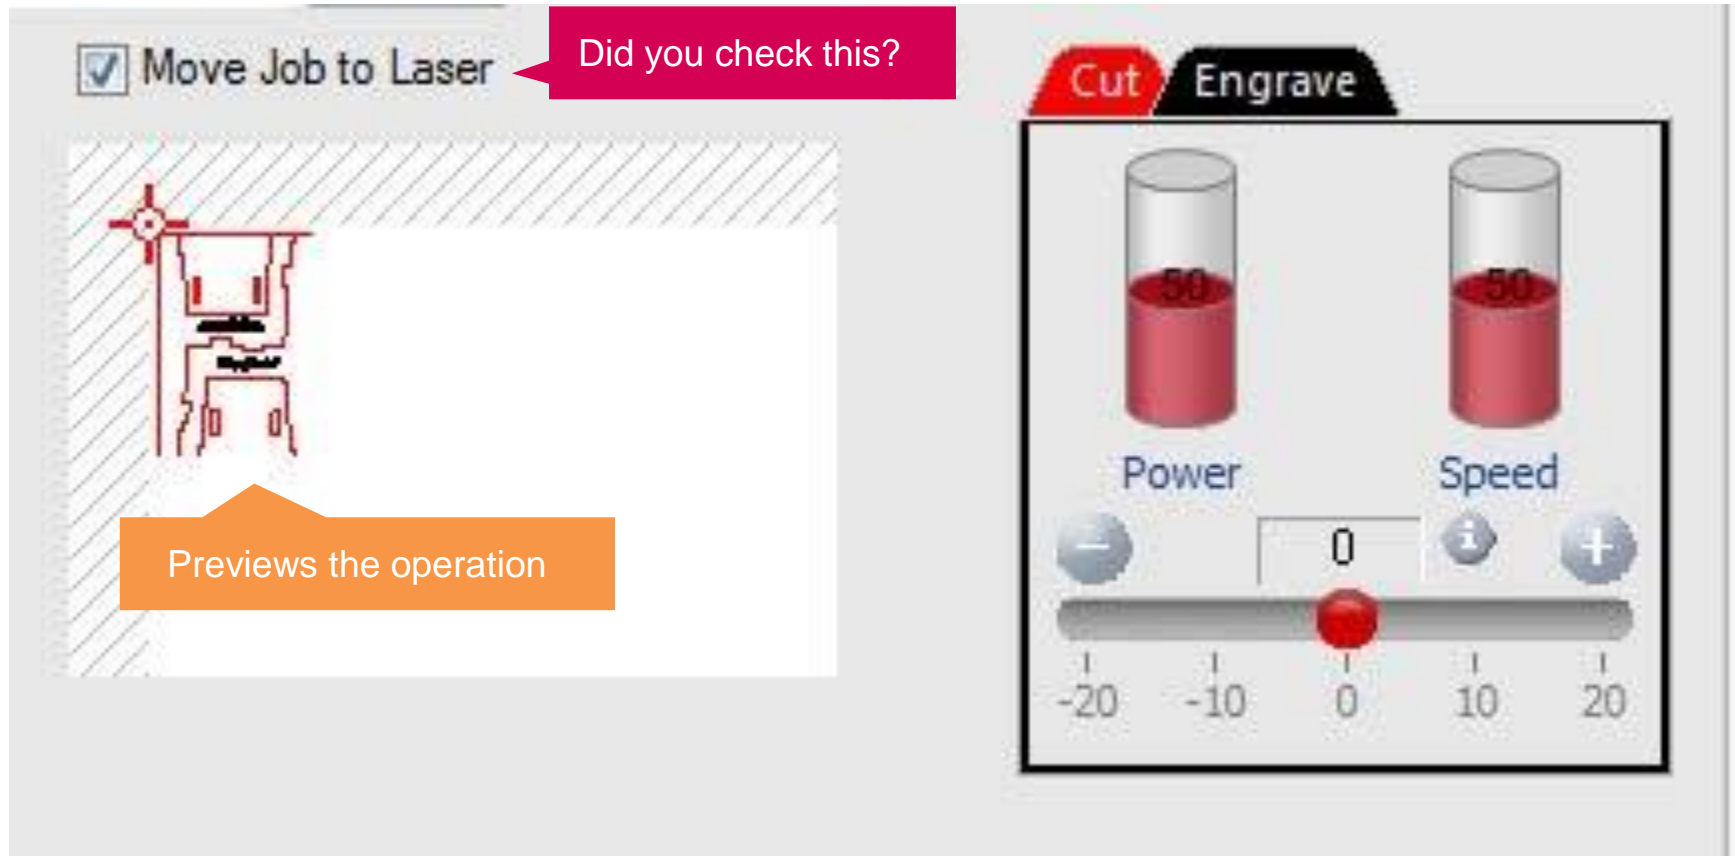 Move Job to Laser
Did you check this?
Cut
Engrave
50
50
Power
Speed
0
-20
-10
0
10
20
Previews the operation